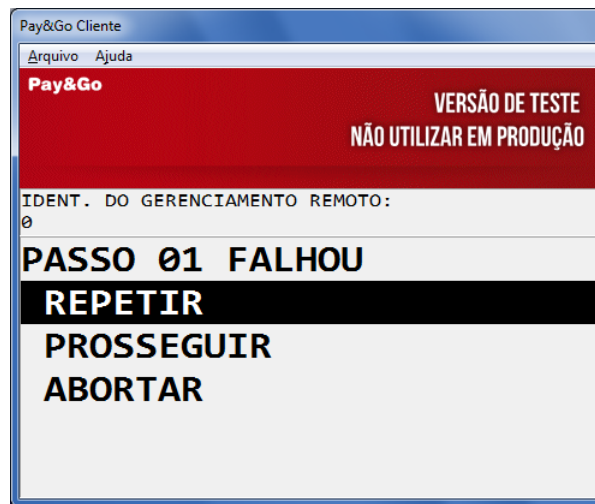 Pay&Go Cliente
Arquivo Ajuda
Pay&Go
VERSÃO DE TESTE
NÃO UTILIZAR EM PRODUÇÃO
IDENT. DO GERENCIAMENTO REMOTO:
0
PASSO 01 FALHOU
REPETIR
PROSSEGUIR
ABORTAR